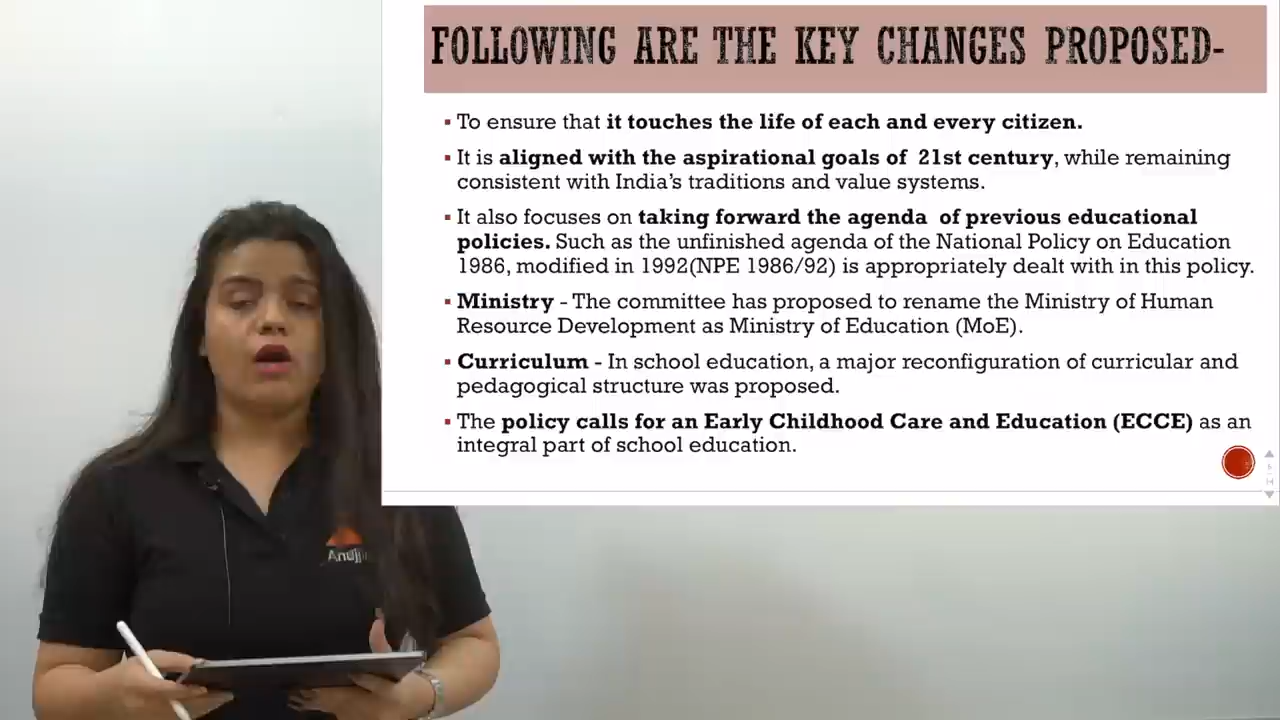 FOLLOWING ARE THE KEY CHANGES PROPOSED-
▪ To ensure that it touches the life of each and every citizen.
▪ It is aligned with the aspirational goals of 21st century, while remaining
consistent with India's traditions and value systems.
▪ It also focuses on taking forward the agenda of previous educational
policies. Such as the unfinished agenda of the National Policy on Education
1986, modified in 1992(NPE 1986/92) is appropriately dealt with in this policy.
▪ Ministry - The committee has proposed to rename the Ministry of Human
Resource Development as Ministry of Education (MoE).
▪ Curriculum - In school education, a major reconfiguration of curricular and
pedagogical structure was proposed.
▪ The policy calls for an Early Childhood Care and Education (ECCE) as an
integral part of school education.